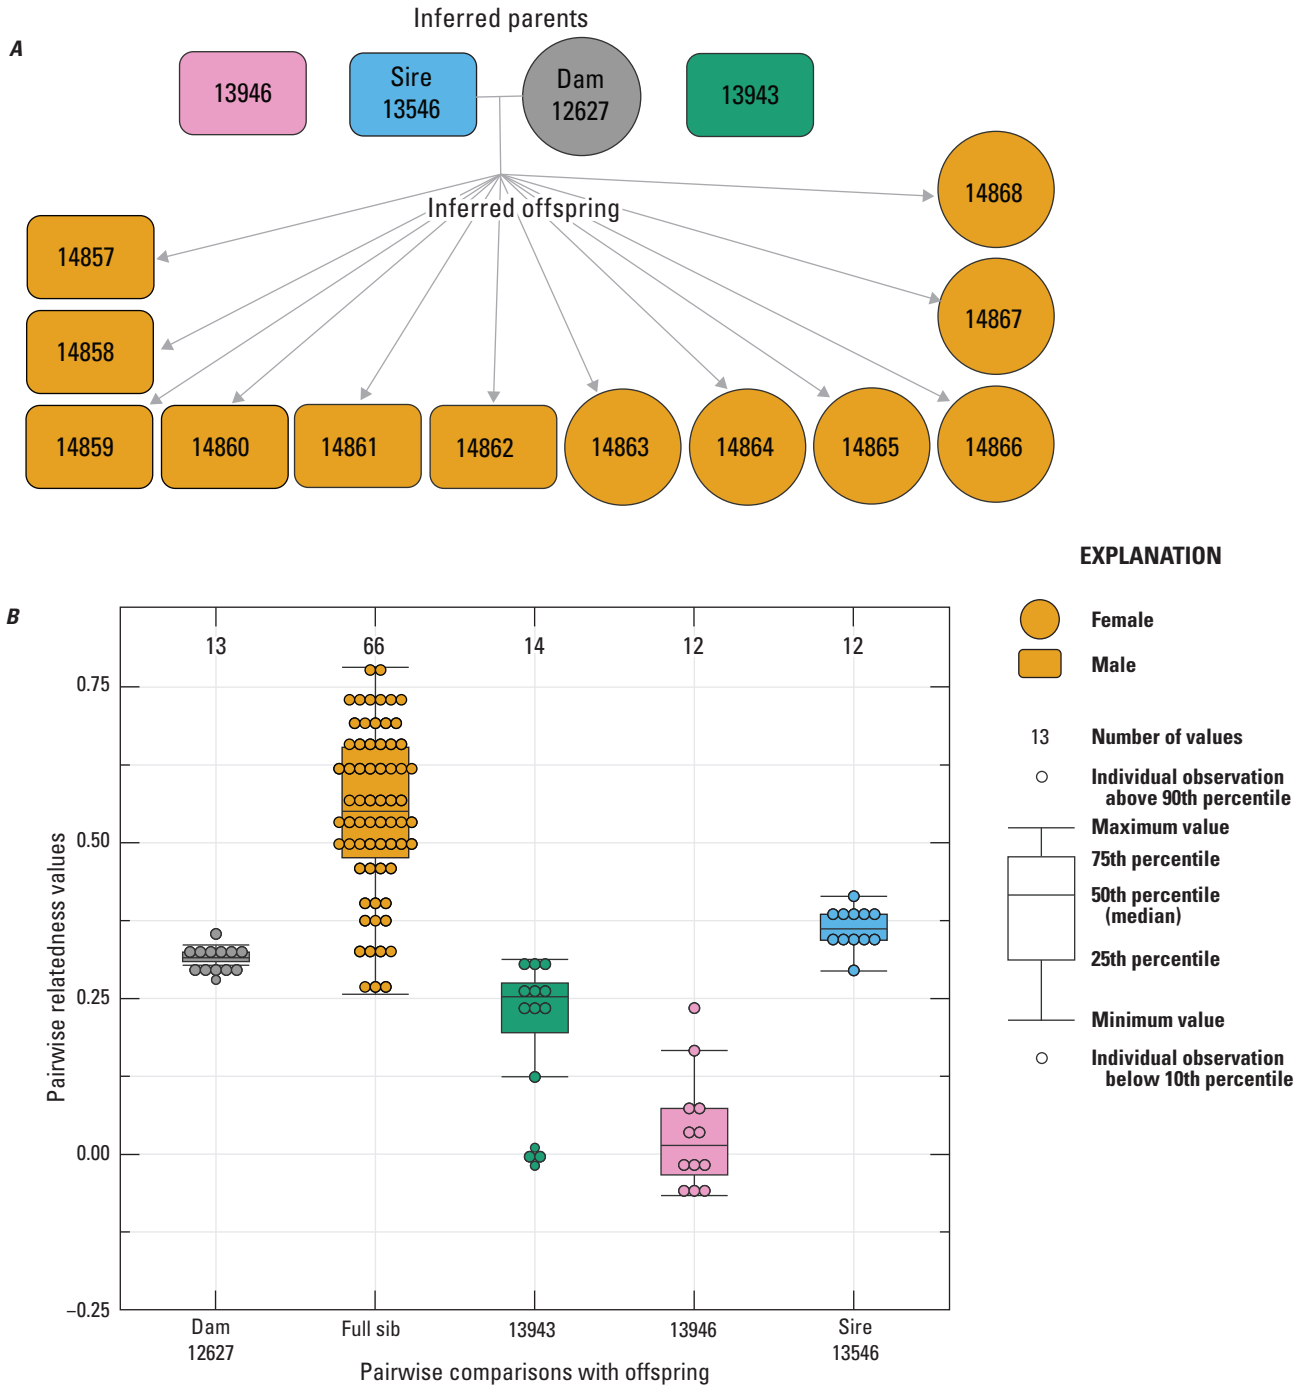 Inferred parents
A
13946
Sire
13546
Dam
12627
13943
14868
Inferred offspring
14857
14867
14858
14859
14860
14861
14862
14863
14864
14865
14866
EXPLANATION
Female
Male
13
Number of values
Individual observation
above 90th percentile
Maximum value
75th percentile
50th percentile
(median)
25th percentile
Minimum value
Individual observation
below 10th percentile
B
13
66
14
12
12
0.75
0.50
0.25
0.00
−0.25
Pairwise relatedness values
Dam
12627
Full sib
13943
13946
Sire
13546
Pairwise comparisons with offspring